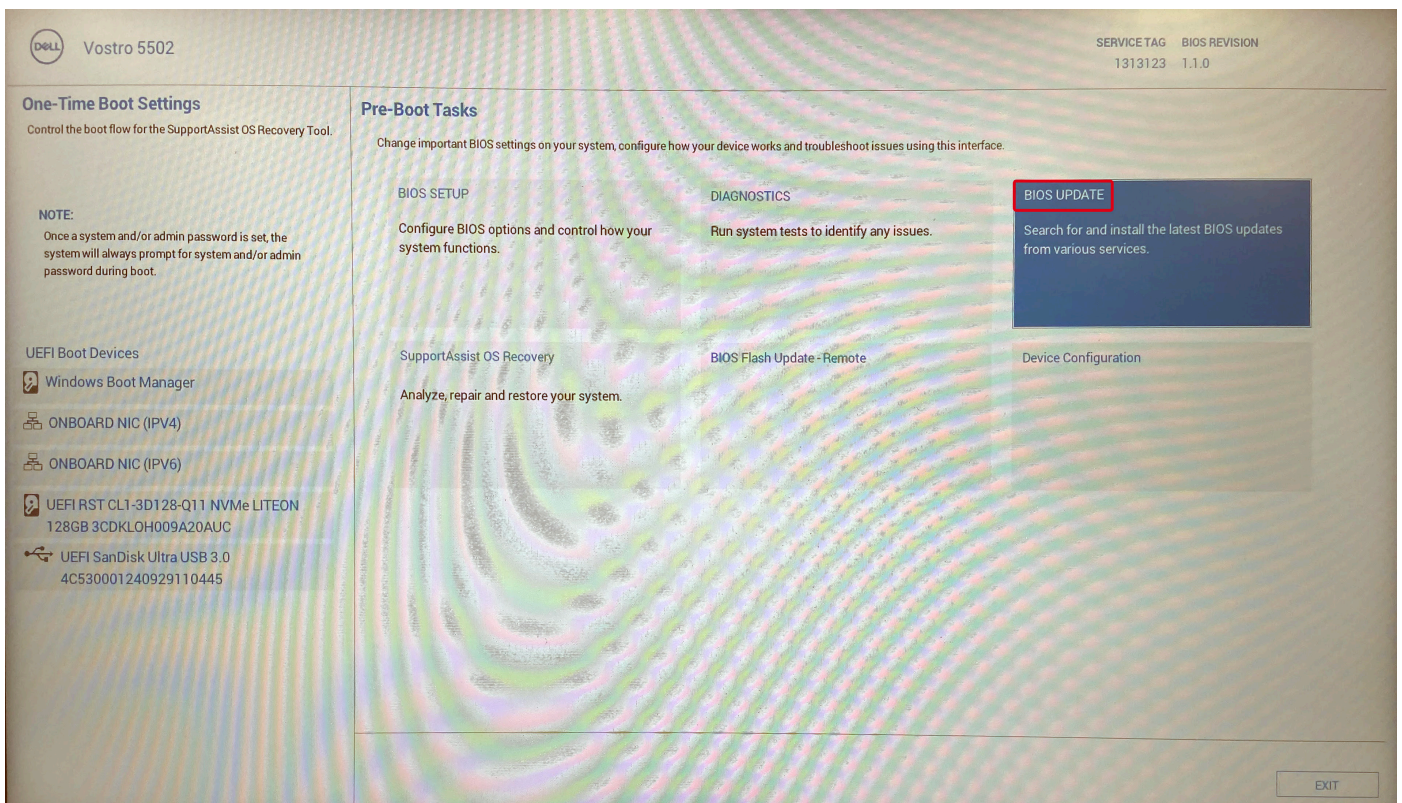 DELL
Vostro 5502
SERVICE TAG BIOS REVISION
1313123 1.1.0
One-Time Boot Settings
Control the boot flow for the SupportAssist OS Recovery Tool.
NOTE:
Once a system and/or admin password is set, the
system will always prompt for system and/or admin
password during boot.
UEFI Boot Devices
Windows Boot Manager
ONBOARD NIC (IPV4)
ONBOARD NIC (IPV6)
UEFI RST CL1-3D128-Q11 NVMe LITEON
128GB 3CDKLOH009A20AUC
UEFI SanDisk Ultra USB 3.0
4C530001240929110445
Pre-Boot Tasks
Change important BIOS settings on your system, configure how your device works and troubleshoot issues using this interface.
BIOS SETUP
Configure BIOS options and control how your
system functions.
DIAGNOSTICS
Run system tests to identify any issues.
BIOS UPDATE
Search for and install the latest BIOS updates
from various services.
SupportAssist OS Recovery
Analyze, repair and restore your system.
BIOS Flash Update - Remote
Device Configuration
EXIT